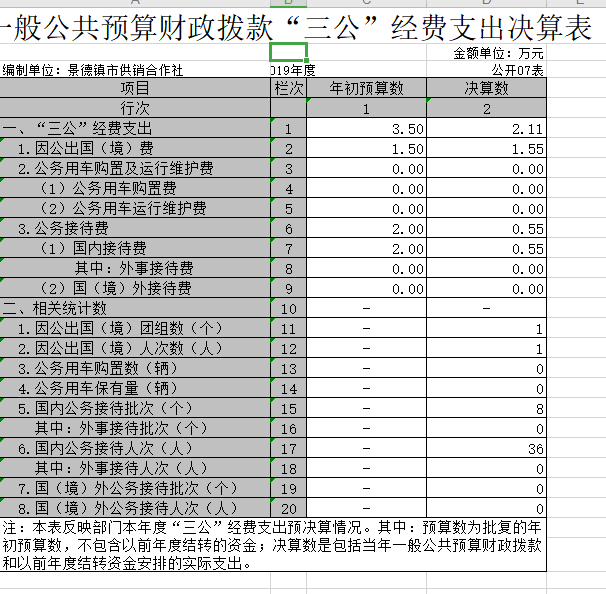 一般公共预算财政拨款“三公”经费支出决算表
金额单位：万元
编制单位：景德镇市供销合作社 019年度 公开07表
项目 栏次 年初预算数 决算数
行次 1 2
一、“三公”经费支出 1 3.50 2.11
1.因公出国（境）费 2 1.50 1.55
2.公务用车购置及运行维护费 3 0.00 0.00
（1）公务用车购置费 4 0.00 0.00
（2）公务用车运行维护费 5 0.00 0.00
3.公务接待费 6 2.00 0.55
（1）国内接待费 7 2.00 0.55
其中：外事接待费 8 0.00 0.00
（2）国（境）外接待费 9 0.00 0.00
二、相关统计数 10 － －
1.因公出国（境）团组数（个） 11 － 1
2.因公出国（境）人次数（人） 12 － 1
3.公务用车购置数（辆） 13 － 0
4.公务用车保有量（辆） 14 － 0
5.国内公务接待批次（个） 15 － 8
其中：外事接待批次（个） 16 － 0
6.国内公务接待人次（人） 17 － 36
其中：外事接待人次（人） 18 － 0
7.国（境）外公务接待批次（个） 19 － 0
8.国（境）外公务接待人次（人） 20 － 0
注：本表反映部门本年度“三公”经费支出预决算情况。其中：预算数为批复的年
初预算数，不包含以前年度结转的资金；决算数是包括当年一般公共预算财政拨款
和以前年度结转资金安排的实际支出。